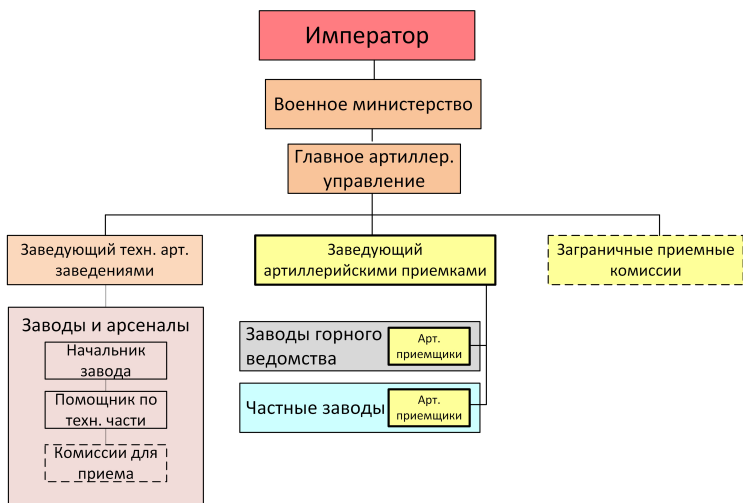 Император
Военное министерство
Главное артиллер.
управление
Заведующий техн. арт.
заведениями
Заведующий
артиллерийскими приемками
Заграничные приемные
комиссии
Заводы и арсеналы
Начальник
завода
Помощник по
техн. части
Комиссии для
приема
Заводы горного
ведомства
Арт.
приемщики
Частные заводы
Арт.
приемщики